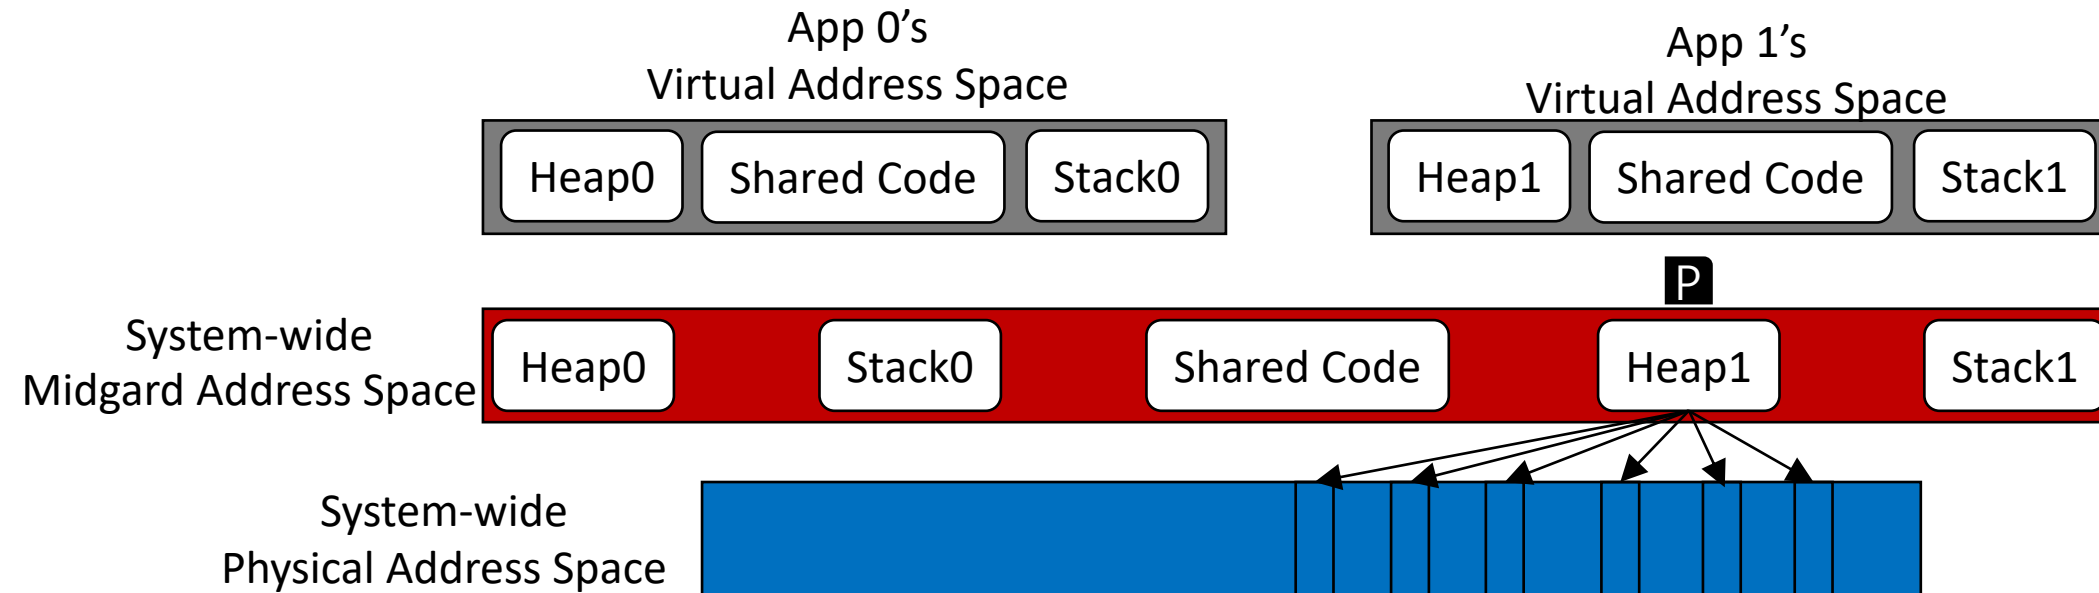 App 0’s
Virtual Address Space
App 1’s
Virtual Address Space
Heap0
Shared Code
Stack0
Heap1
Shared Code
Stack1
P
System-wide
Midgard Address Space
Heap0
Stack0
Shared Code
Heap1
Stack1
System-wide
Physical Address Space